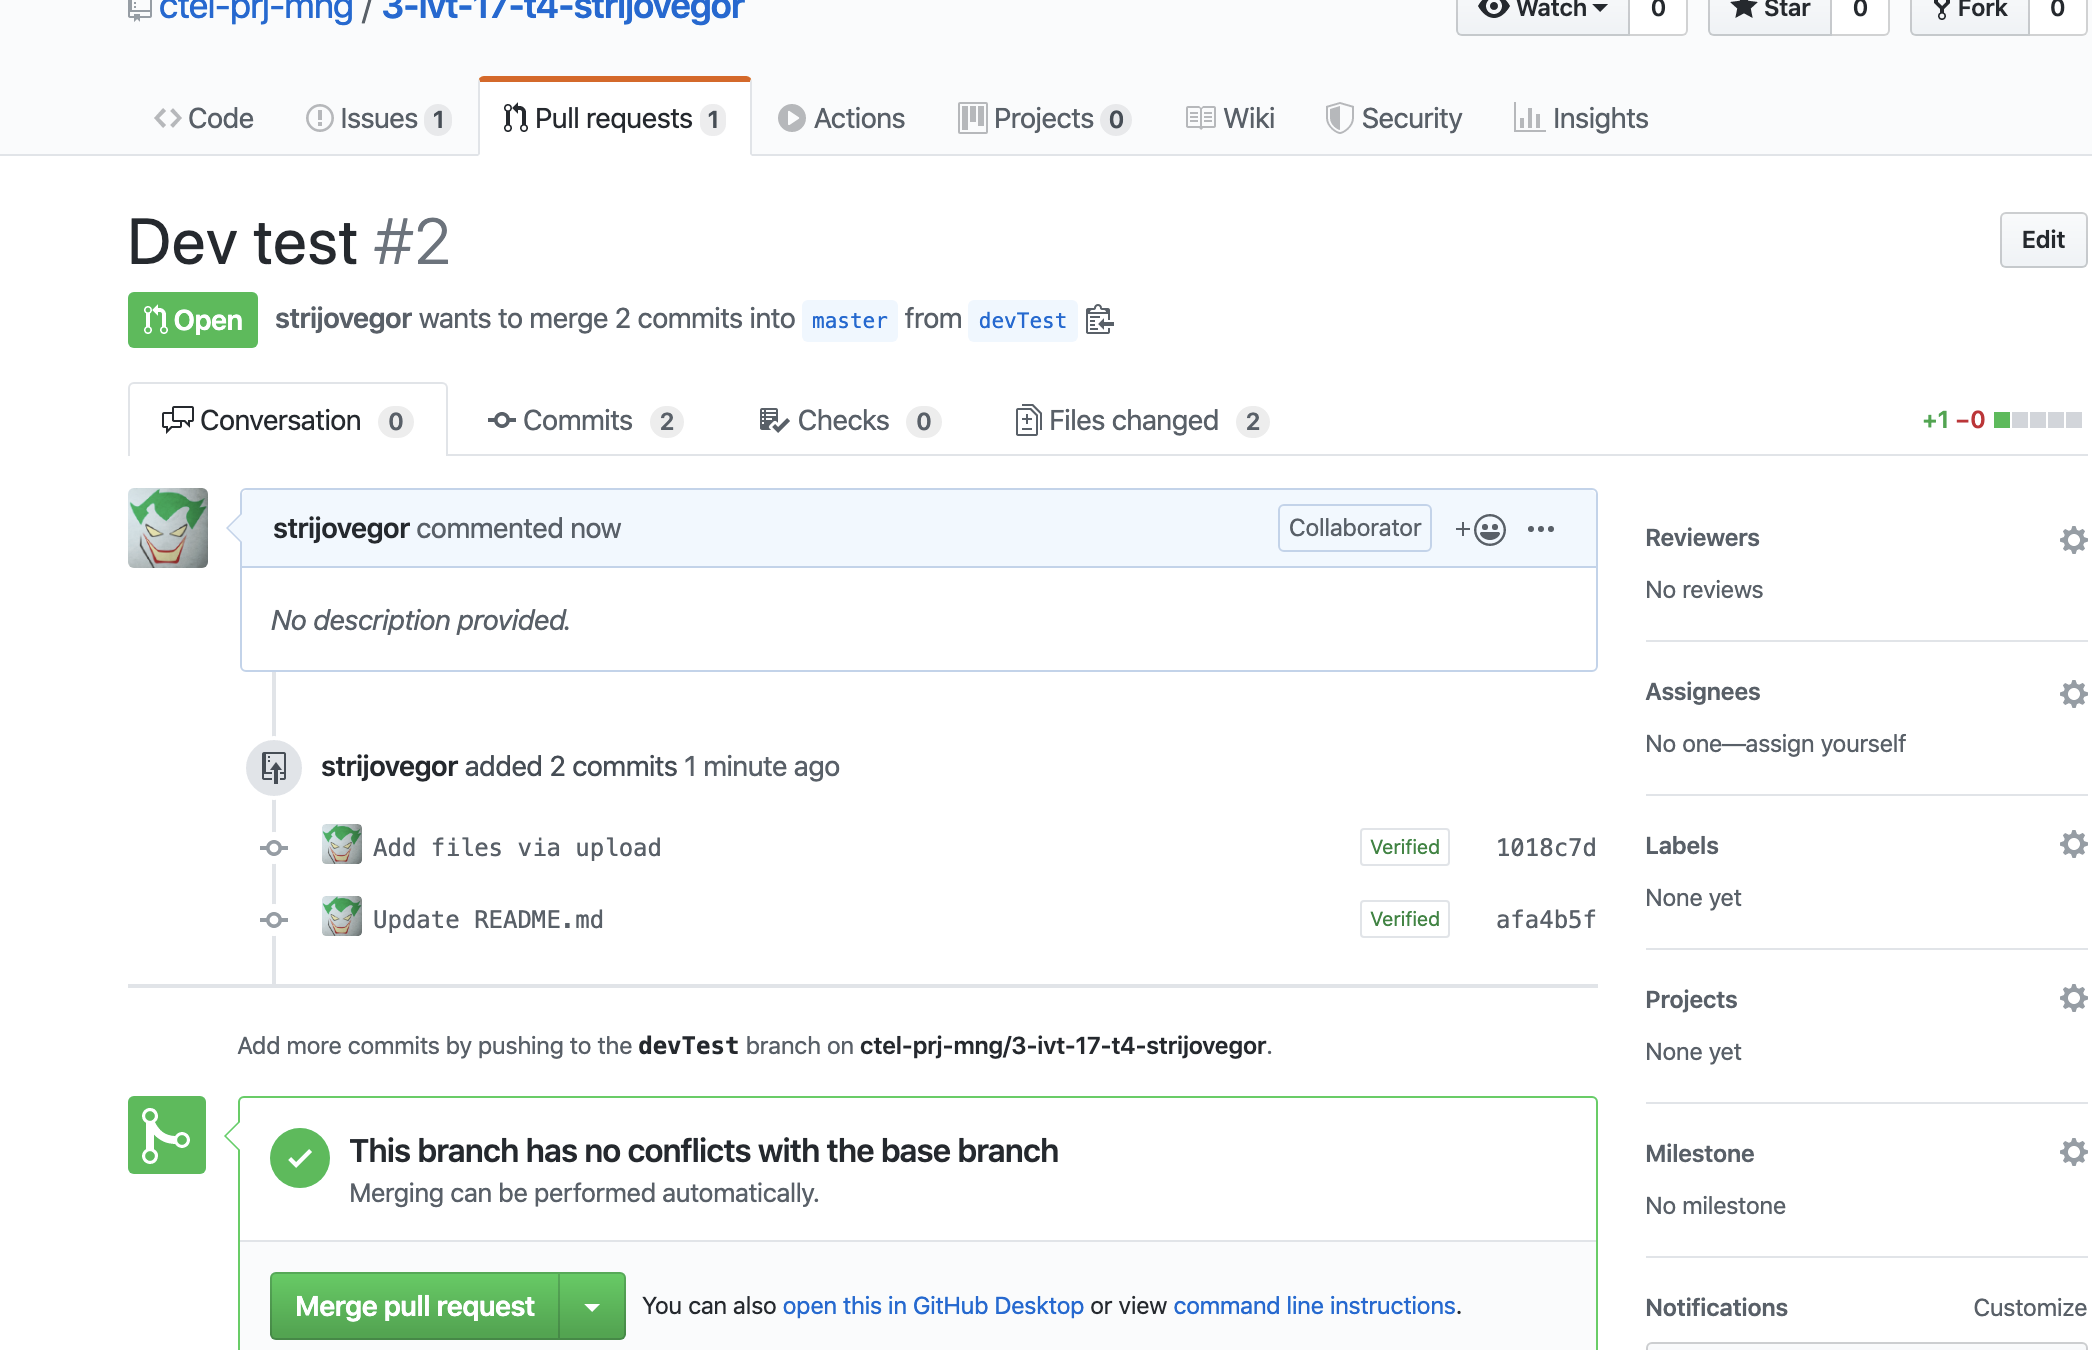 ctel-prj-mng / 3-ivt-17-t4-strijovegor Watch 0 Star 0 Fork 0
Code Issues 1 Pull requests 1 Actions Projects 0 Wiki Security Insights
Dev test #2 Edit
Open strijovegor wants to merge 2 commits into master from devTest
Conversation 0 Commits 2 Checks 0 Files changed 2 +1 −0
strijovegor commented now Collaborator + ...
No description provided.
strijovegor added 2 commits 1 minute ago
Add files via upload Verified 1018c7d
Update README.md Verified afa4b5f
Add more commits by pushing to the devTest branch on ctel-prj-mng/3-ivt-17-t4-strijovegor.
This branch has no conflicts with the base branch
Merging can be performed automatically.
Merge pull request You can also open this in GitHub Desktop or view command line instructions.
Reviewers
No reviews
Assignees
No one—assign yourself
Labels
None yet
Projects
None yet
Milestone
No milestone
Notifications Customize